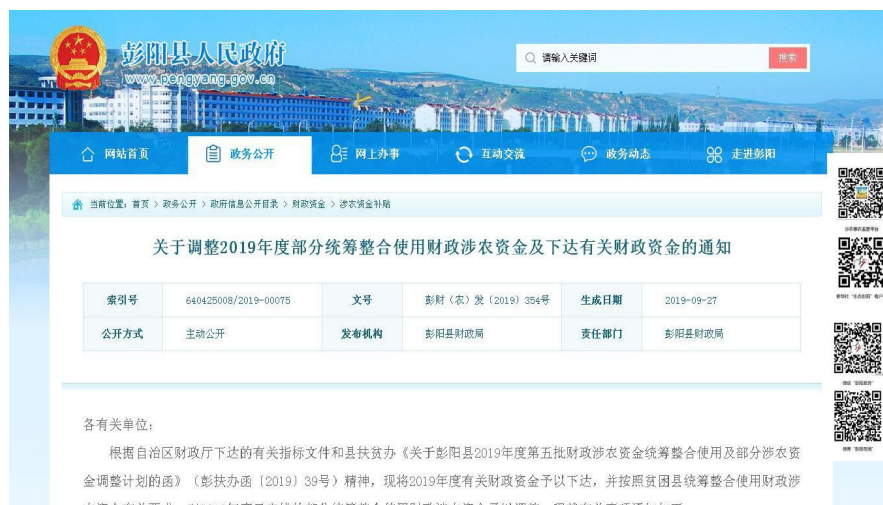 彭阳县人民政府
www.pengyang.gov.cn
请输入关键词
搜索
网站首页
政务公开
网上办事
互动交流
政务动态
走进彭阳
当前位置：首页 > 政务公开 > 政府信息公开目录 > 财政资金 > 涉农资金补贴
关于调整2019年度部分统筹整合使用财政涉农资金及下达有关财政资金的通知
索引号 640425008/2019-00075 文号 彭财（农）发〔2019〕354号 生成日期 2019-09-27
公开方式 主动公开 发布机构 彭阳县财政局 责任部门 彭阳县财政局
各有关单位：
根据自治区财政厅下达的有关指标文件和县扶贫办《关于彭阳县2019年度第五批财政涉农资金统筹整合使用及部分涉农资
金调整计划的函》（彭扶办函〔2019〕39号）精神，现将2019年度有关财政资金予以下达，并按照贫困县统筹整合使用财政涉